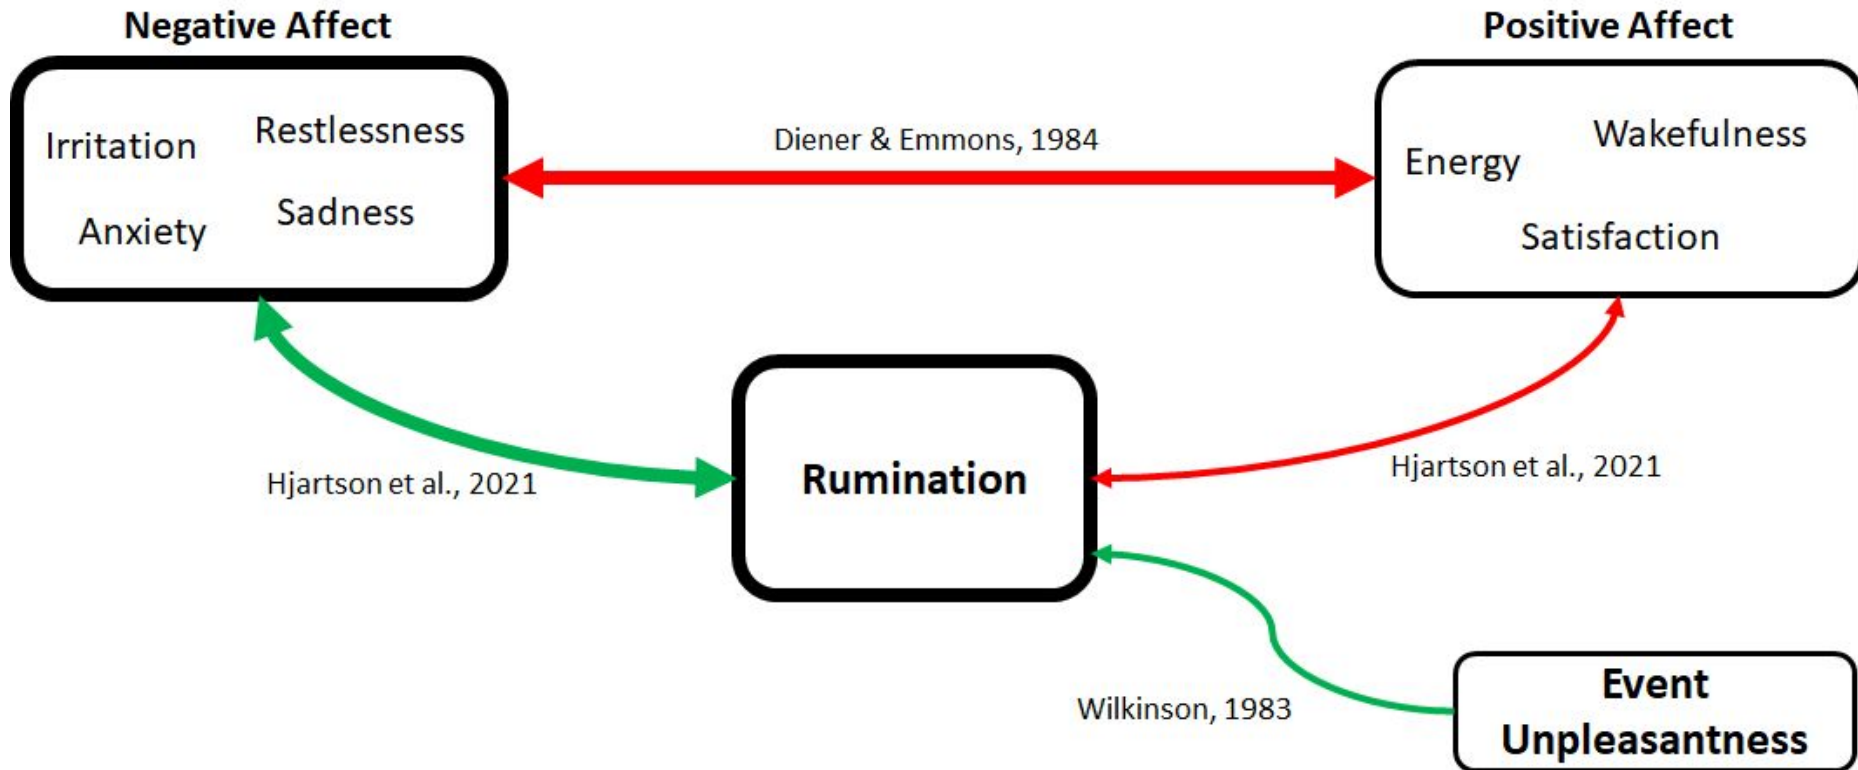 Negative Affect
Positive Affect
Irritation
Restlessness
Anxiety
Sadness
Diener & Emmons, 1984
Energy
Wakefulness
Satisfaction
Hjartson et al., 2021
Rumination
Hjartson et al., 2021
Wilkinson, 1983
Event
Unpleasantness